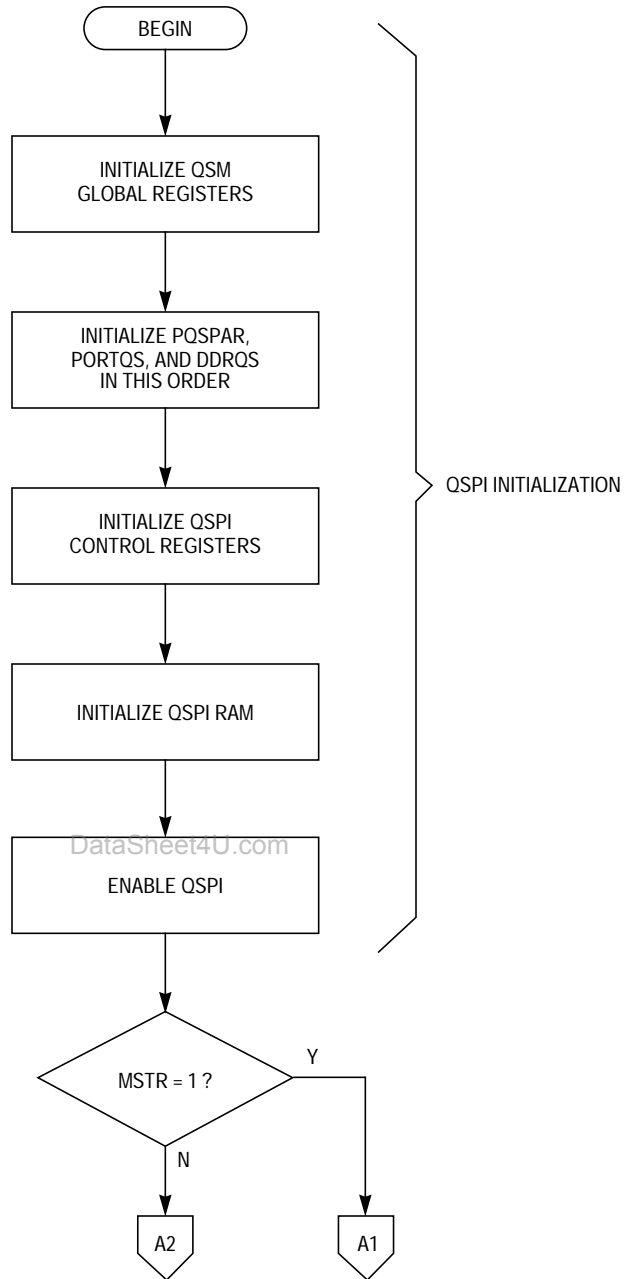 BEGIN
INITIALIZE QSM
GLOBAL REGISTERS
INITIALIZE PQSPAR,
PORTQS, AND DDRQS
IN THIS ORDER
QSPI INITIALIZATION
INITIALIZE QSPI
CONTROL REGISTERS
INITIALIZE QSPI RAM
DataSheet4U.com
ENABLE QSPI
MSTR = 1 ?
Y
N
A2
A1